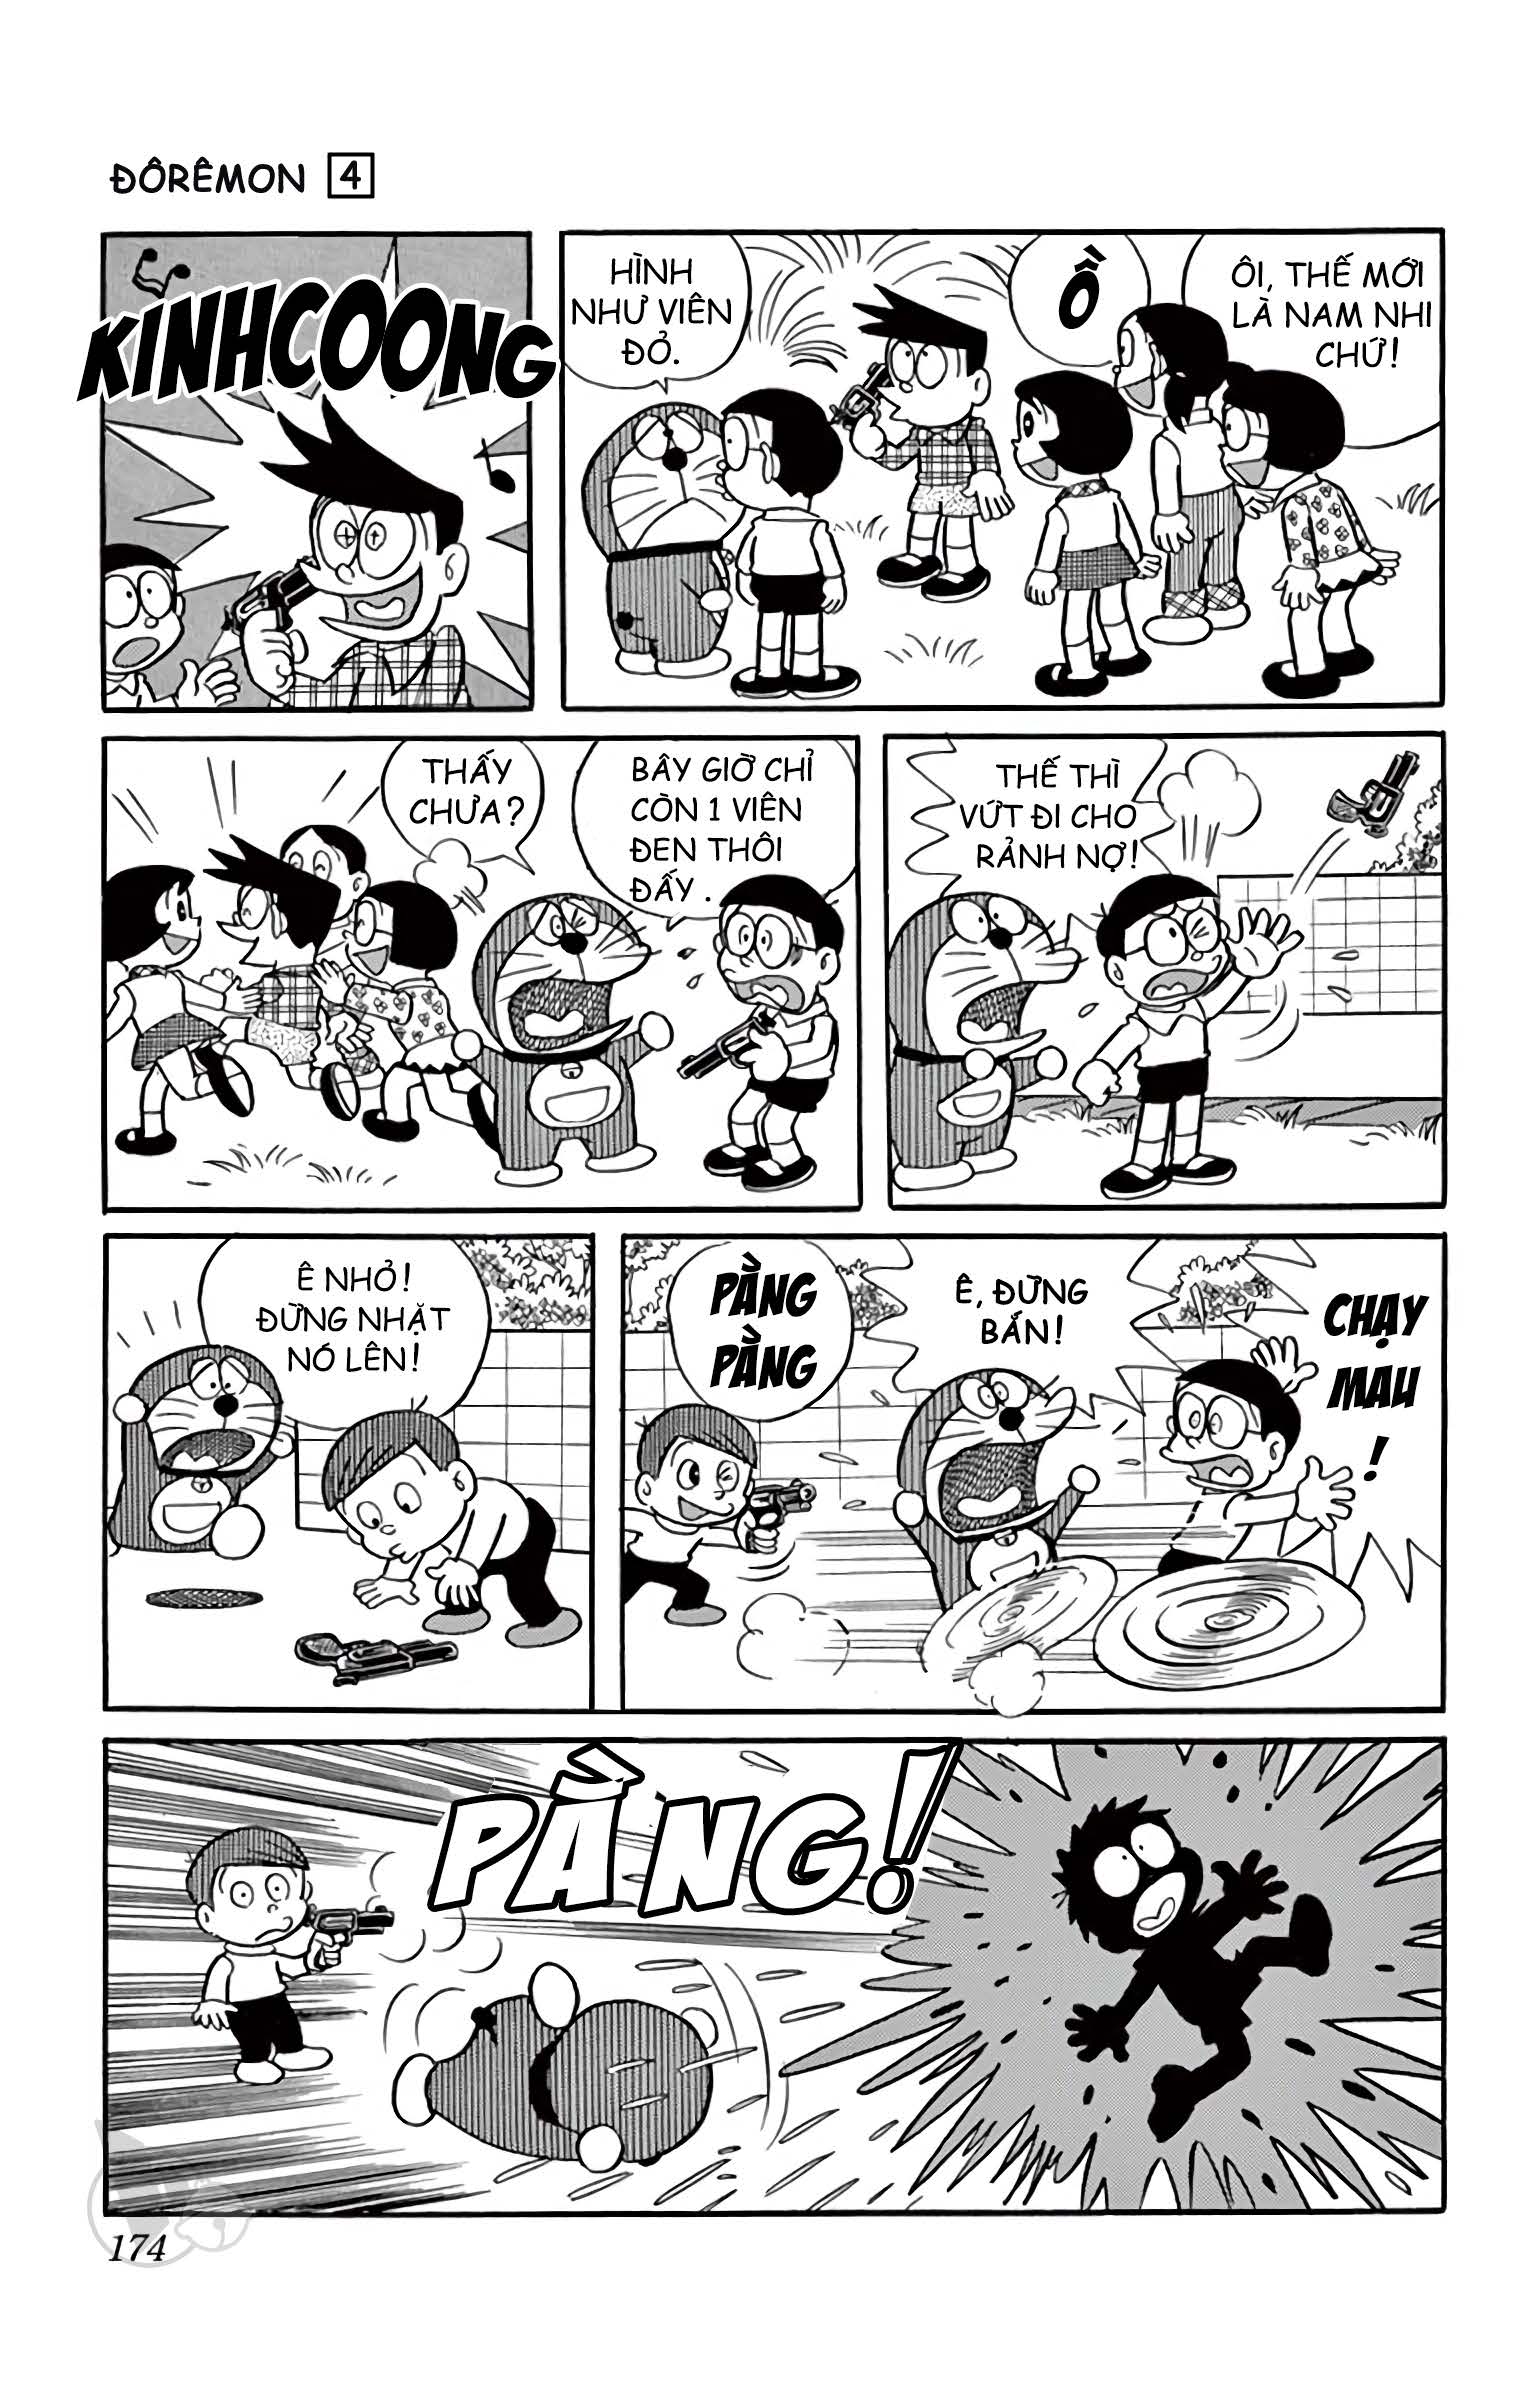 ĐÔRÊMON 4
KINHCOONG
HÌNH
NHƯ VIÊN
ĐỎ.
Ồ
ÔI, THẾ MỚI
LÀ NAM NHI
CHỨ!
THẤY
CHƯA?
BÂY GIỜ CHỈ
CÒN 1 VIÊN
ĐEN THÔI
ĐẤY.
THẾ THÌ
VỨT ĐI CHO
RẢNH NỢ!
Ê NHỎ!
ĐỪNG NHẶT
NÓ LÊN!
PẰNG
PẰNG
Ê, ĐỪNG
BẮN!
CHẠY
MAU
!
PẰNG!
174